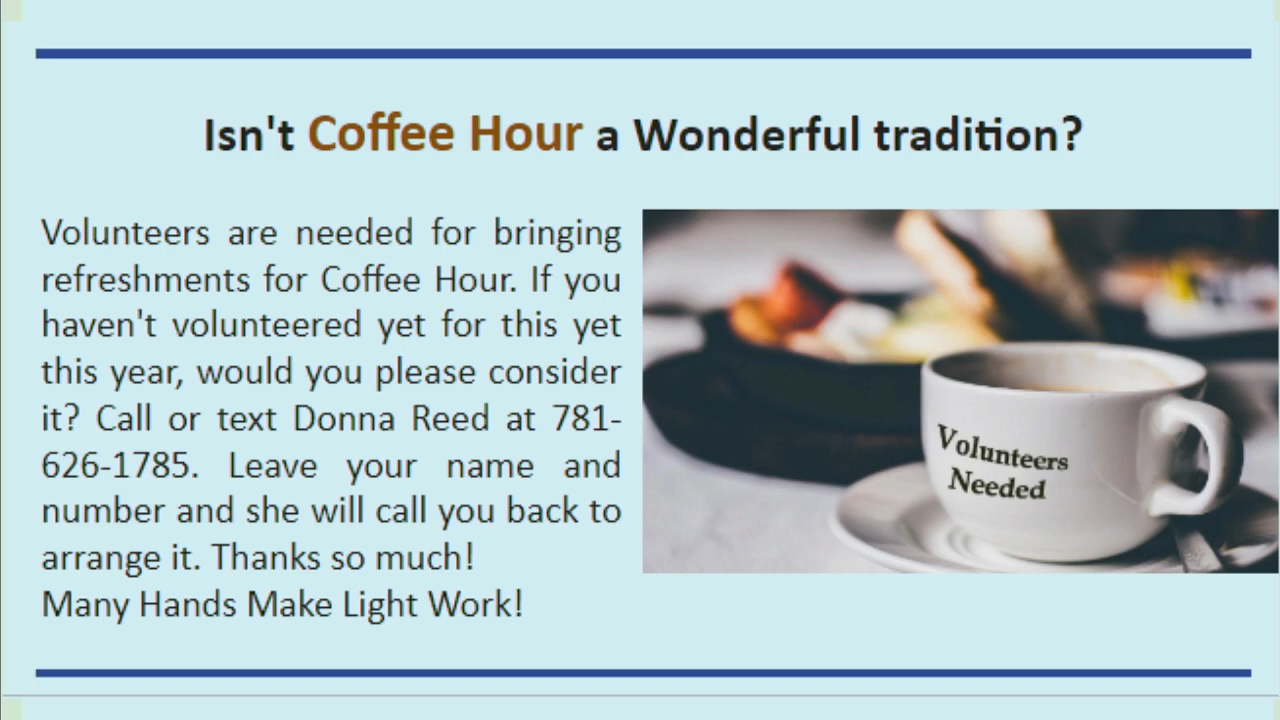 Isn't Coffee Hour a Wonderful tradition?
Volunteers are needed for bringing
refreshments for Coffee Hour. If you
haven't volunteered yet for this yet
this year, would you please consider
it? Call or text Donna Reed at 781-
626-1785. Leave your name and
number and she will call you back to
arrange it. Thanks so much!
Many Hands Make Light Work!
Volunteers
Needed